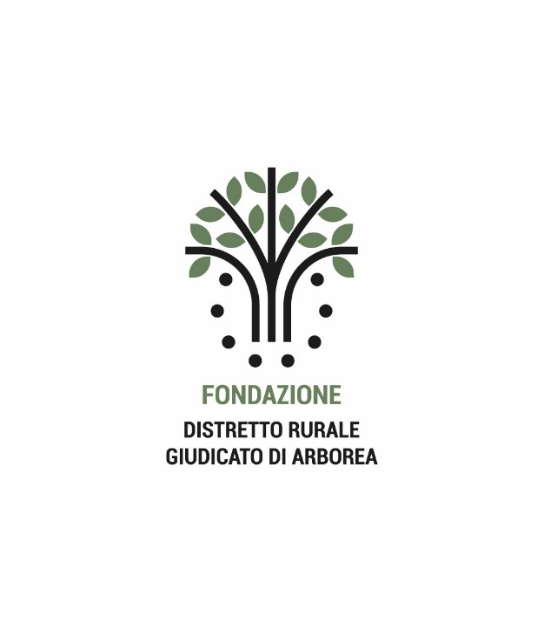 FONDAZIONE
DISTRETTO RURALE
GIUDICATO DI ARBOREA